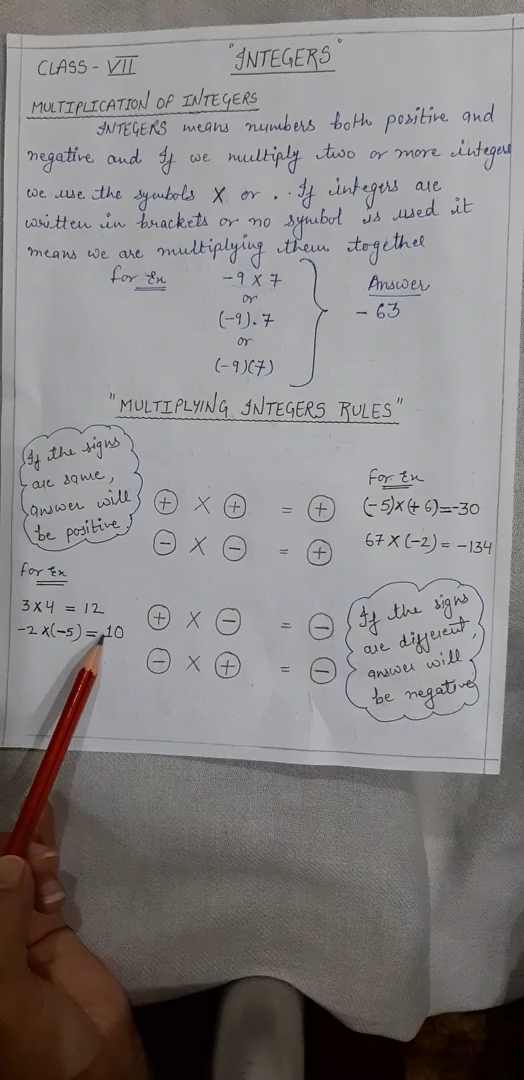 CLASS - VII
"INTEGERS"
MULTIPLICATION OF INTEGERS
INTEGERS means numbers both positive and
negative and If we multiply two or more integers
we use the symbols X or . . If integers are
written in brackets or no symbol is used it
means we are multiplying them together
for Ex
-9 X 7
or
(-9).7
or
(-9)(7)
Answer
- 63
"MULTIPLYING INTEGERS RULES"
If the signs
are same,
answer will
be positive.
+ X + = +
- X - = +
For Ex
(-5)x(+6)=-30
67 X (-2) = -134
for Ex
3 X 4 = 12
-2 x (-5) = 10
+ X - = -
- X + = -
If the signs
are different,
answer will
be negative